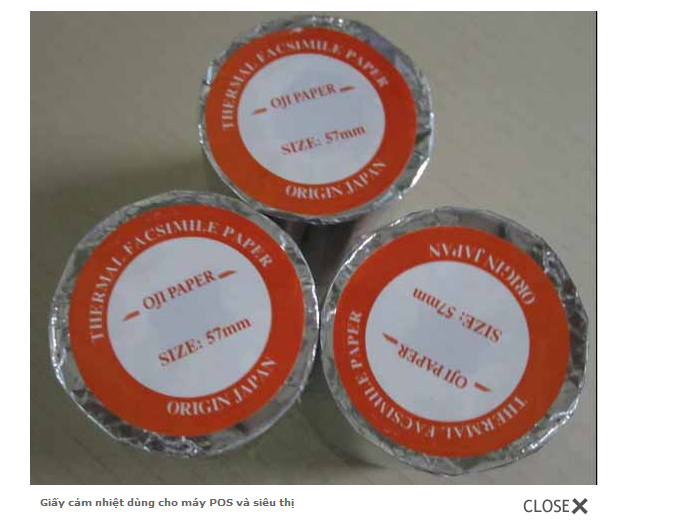 THERMAL FACSIMILE PAPER
OJI PAPER
SIZE: 57mm
ORIGIN JAPAN
THERMAL FACSIMILE PAPER
OJI PAPER
SIZE: 57mm
ORIGIN JAPAN
THERMAL FACSIMILE PAPER
OJI PAPER
SIZE: 57mm
ORIGIN JAPAN
Giấy cảm nhiệt dùng cho máy POS và siêu thị
CLOSE X